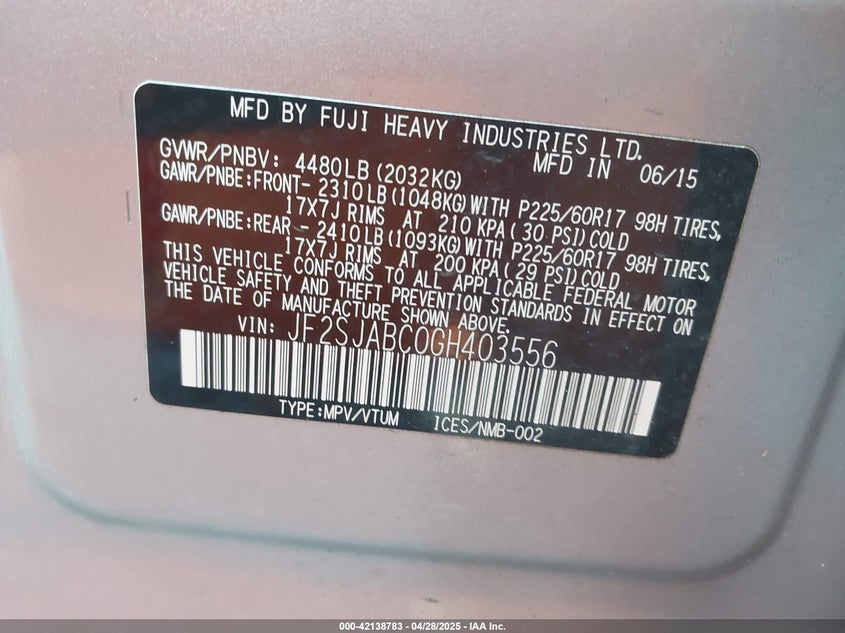 MFD BY FUJI HEAVY INDUSTRIES LTD.
MFD IN 06/15
GVWR/PNBV: 4480LB(2032KG)
GAWR/PNBE:FRONT- 2310LB(1048KG)WITH P225/60R17 98H TIRES,
17X7J RIMS AT 210 KPA(30 PSI)COLD
GAWR/PNBE:REAR - 2410LB(1093KG)WITH P225/60R17 98H TIRES,
17X7J RIMS AT 200 KPA(29 PSI)COLD
THIS VEHICLE CONFORMS TO ALL APPLICABLE FEDERAL MOTOR
VEHICLE SAFETY AND THEFT PREVENTION STANDARDS IN EFFECT ON
THE DATE OF MANUFACTURE SHOWN ABOVE.
VIN: JF2SJABC0GH403556
TYPE:MPV/VTUM ICES/NMB-002
000-42138783 - 04/28/2025 - IAA Inc.